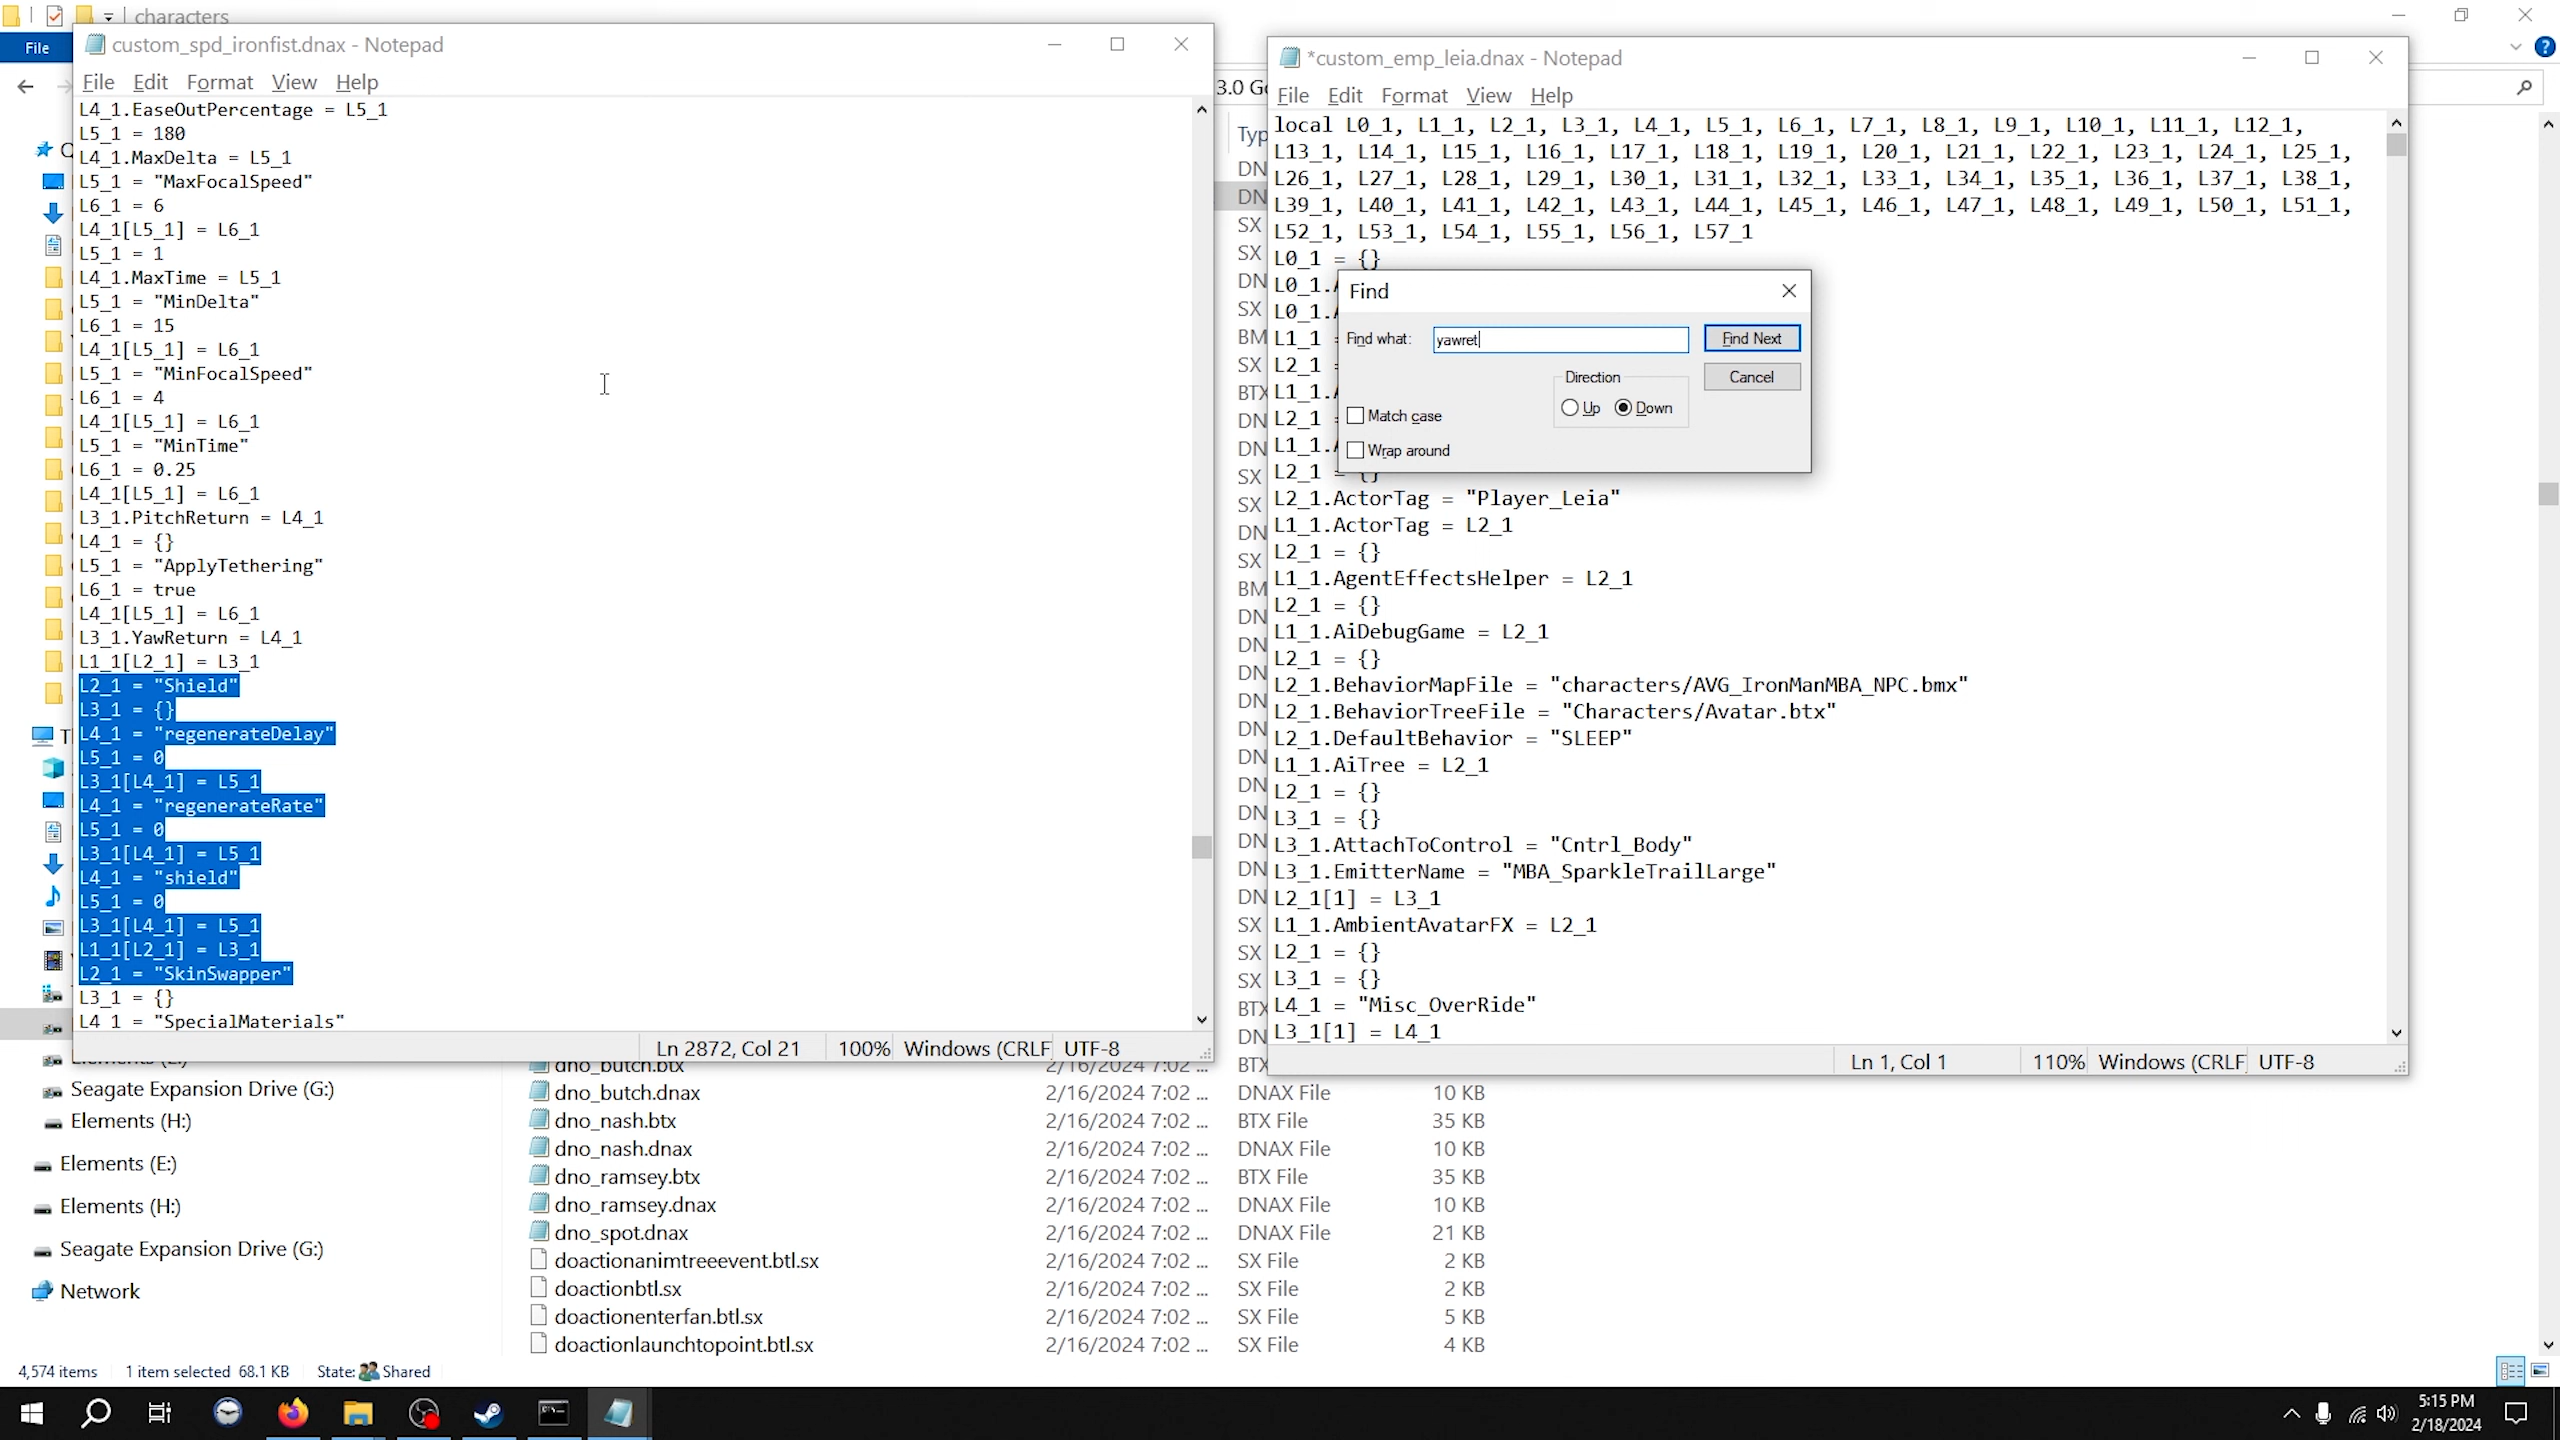 characters
File
custom_spd_ironfist.dnax - Notepad
File Edit Format View Help
L4_1.EaseOutPercentage = L5_1
L5_1 = 180
L4_1.MaxDelta = L5_1
L5_1 = "MaxFocalSpeed"
L6_1 = 6
L4_1[L5_1] = L6_1
L5_1 = 1
L4_1.MaxTime = L5_1
L5_1 = "MinDelta"
L6_1 = 15
L4_1[L5_1] = L6_1
L5_1 = "MinFocalSpeed"
L6_1 = 4
L4_1[L5_1] = L6_1
L5_1 = "MinTime"
L6_1 = 0.25
L4_1[L5_1] = L6_1
L3_1.PitchReturn = L4_1
L4_1 = {}
L5_1 = "ApplyTethering"
L6_1 = true
L4_1[L5_1] = L6_1
L3_1.YawReturn = L4_1
L1_1[L2_1] = L3_1
L2_1 = "Shield"
L3_1 = {}
L4_1 = "regenerateDelay"
L5_1 = 0
L3_1[L4_1] = L5_1
L4_1 = "regenerateRate"
L5_1 = 0
L3_1[L4_1] = L5_1
L4_1 = "shield"
L5_1 = 0
L3_1[L4_1] = L5_1
L1_1[L2_1] = L3_1
L2_1 = "SkinSwapper"
L3_1 = {}
L4_1 = "SpecialMaterials"
Ln 2872, Col 21 100% Windows (CRLF UTF-8
3.0
*custom_emp_leia.dnax - Notepad
File Edit Format View Help
local L0_1, L1_1, L2_1, L3_1, L4_1, L5_1, L6_1, L7_1, L8_1, L9_1, L10_1, L11_1, L12_1,
L13_1, L14_1, L15_1, L16_1, L17_1, L18_1, L19_1, L20_1, L21_1, L22_1, L23_1, L24_1, L25_1,
L26_1, L27_1, L28_1, L29_1, L30_1, L31_1, L32_1, L33_1, L34_1, L35_1, L36_1, L37_1, L38_1,
L39_1, L40_1, L41_1, L42_1, L43_1, L44_1, L45_1, L46_1, L47_1, L48_1, L49_1, L50_1, L51_1,
L52_1, L53_1, L54_1, L55_1, L56_1, L57_1
L0_1 = {}
L0_1.
L0_1.
L1_1
L2_1
L1_1.
L2_1
L1_1.
L2_1 = {}
Find
Find what: yawret Find Next
Direction Cancel
Up Down
Match case
Wrap around
L2_1.ActorTag = "Player_Leia"
L1_1.ActorTag = L2_1
L2_1 = {}
L1_1.AgentEffectsHelper = L2_1
L2_1 = {}
L1_1.AiDebugGame = L2_1
L2_1 = {}
L2_1.BehaviorMapFile = "characters/AVG_IronManMBA_NPC.bmx"
L2_1.BehaviorTreeFile = "Characters/Avatar.btx"
L2_1.DefaultBehavior = "SLEEP"
L1_1.AiTree = L2_1
L2_1 = {}
L3_1 = {}
L3_1.AttachToControl = "Cntrl_Body"
L3_1.EmitterName = "MBA_SparkleTrailLarge"
L2_1[1] = L3_1
L1_1.AmbientAvatarFX = L2_1
L2_1 = {}
L3_1 = {}
L4_1 = "Misc_OverRide"
L3_1[1] = L4_1
Ln 1, Col 1 110% Windows (CRLF UTF-8
Seagate Expansion Drive (G:)
Elements (H:)
Elements (E:)
Elements (H:)
Seagate Expansion Drive (G:)
Network
dno_butch.btx 2/16/2024 7:02 ...
dno_butch.dnax 2/16/2024 7:02 ... DNAX File 10 KB
dno_nash.btx 2/16/2024 7:02 ... BTX File 35 KB
dno_nash.dnax 2/16/2024 7:02 ... DNAX File 10 KB
dno_ramsey.btx 2/16/2024 7:02 ... BTX File 35 KB
dno_ramsey.dnax 2/16/2024 7:02 ... DNAX File 10 KB
dno_spot.dnax 2/16/2024 7:02 ... DNAX File 21 KB
doactionanimtreeevent.btl.sx 2/16/2024 7:02 ... SX File 2 KB
doactionbtl.sx 2/16/2024 7:02 ... SX File 2 KB
doactionenterfan.btl.sx 2/16/2024 7:02 ... SX File 5 KB
doactionlaunchtopoint.btl.sx 2/16/2024 7:02 ... SX File 4 KB
4,574 items 1 item selected 68.1 KB State: Shared
5:15 PM
2/18/2024